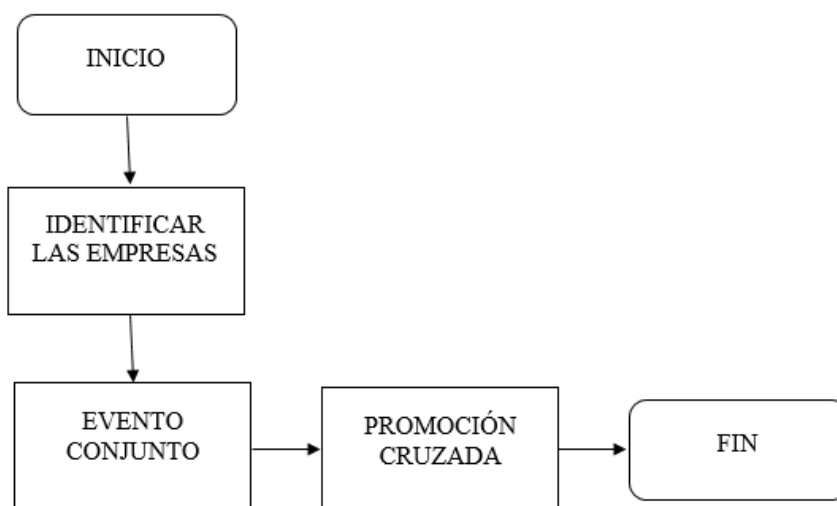 INICIO
IDENTIFICAR
LAS EMPRESAS
EVENTO
CONJUNTO
PROMOCIÓN
CRUZADA
FIN